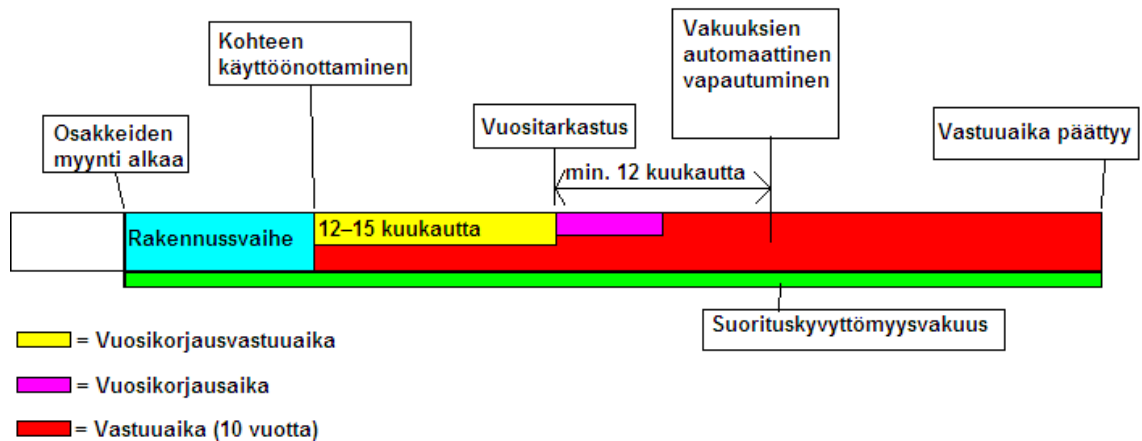 Kohteen
käyttöönottaminen
Vakuuksien
automaattinen
vapautuminen
Osakkeiden
myynti alkaa
Vuositarkastus
Vastuuaika päättyy
min. 12 kuukautta
Rakennussvaihe
12–15 kuukautta
Suorituskyvyttömyysvakuus
= Vuosikorjausvastuuaika
= Vuosikorjausaika
= Vastuuaika (10 vuotta)